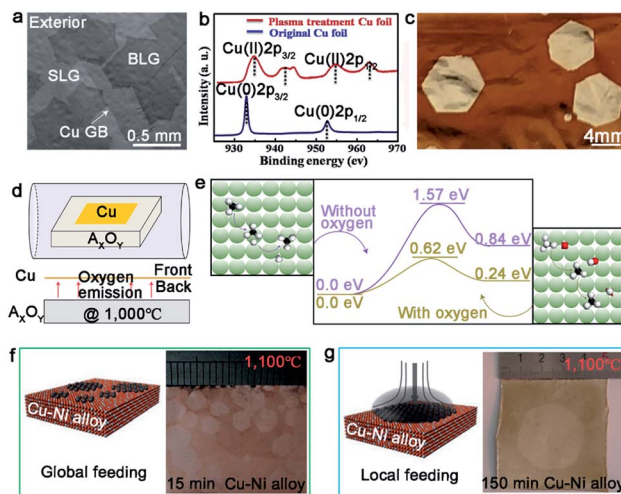 a
Exterior
SLG
BLG
Cu GB
0.5 mm
b
Plasma treatment Cu foil
Original Cu foil
Cu(II)2p3/2
Cu(II)2p1/2
Cu(0)2p3/2
Cu(0)2p1/2
Intensity (a. u.)
930 940 950 960 970
Binding energy (ev)
c
4mm
d
Cu
AXOY
Cu
Oxygen
emission
Front
Back
AXOY
@ 1,000℃
e
Without
oxygen
1.57 eV
0.84 eV
0.62 eV
0.24 eV
0.0 eV
0.0 eV
With oxygen
f
Cu-Ni alloy
Global feeding
1,100℃
15 min Cu-Ni alloy
g
Cu-Ni alloy
Local feeding
1 2 3 4 5
1,100℃
150 min Cu-Ni alloy